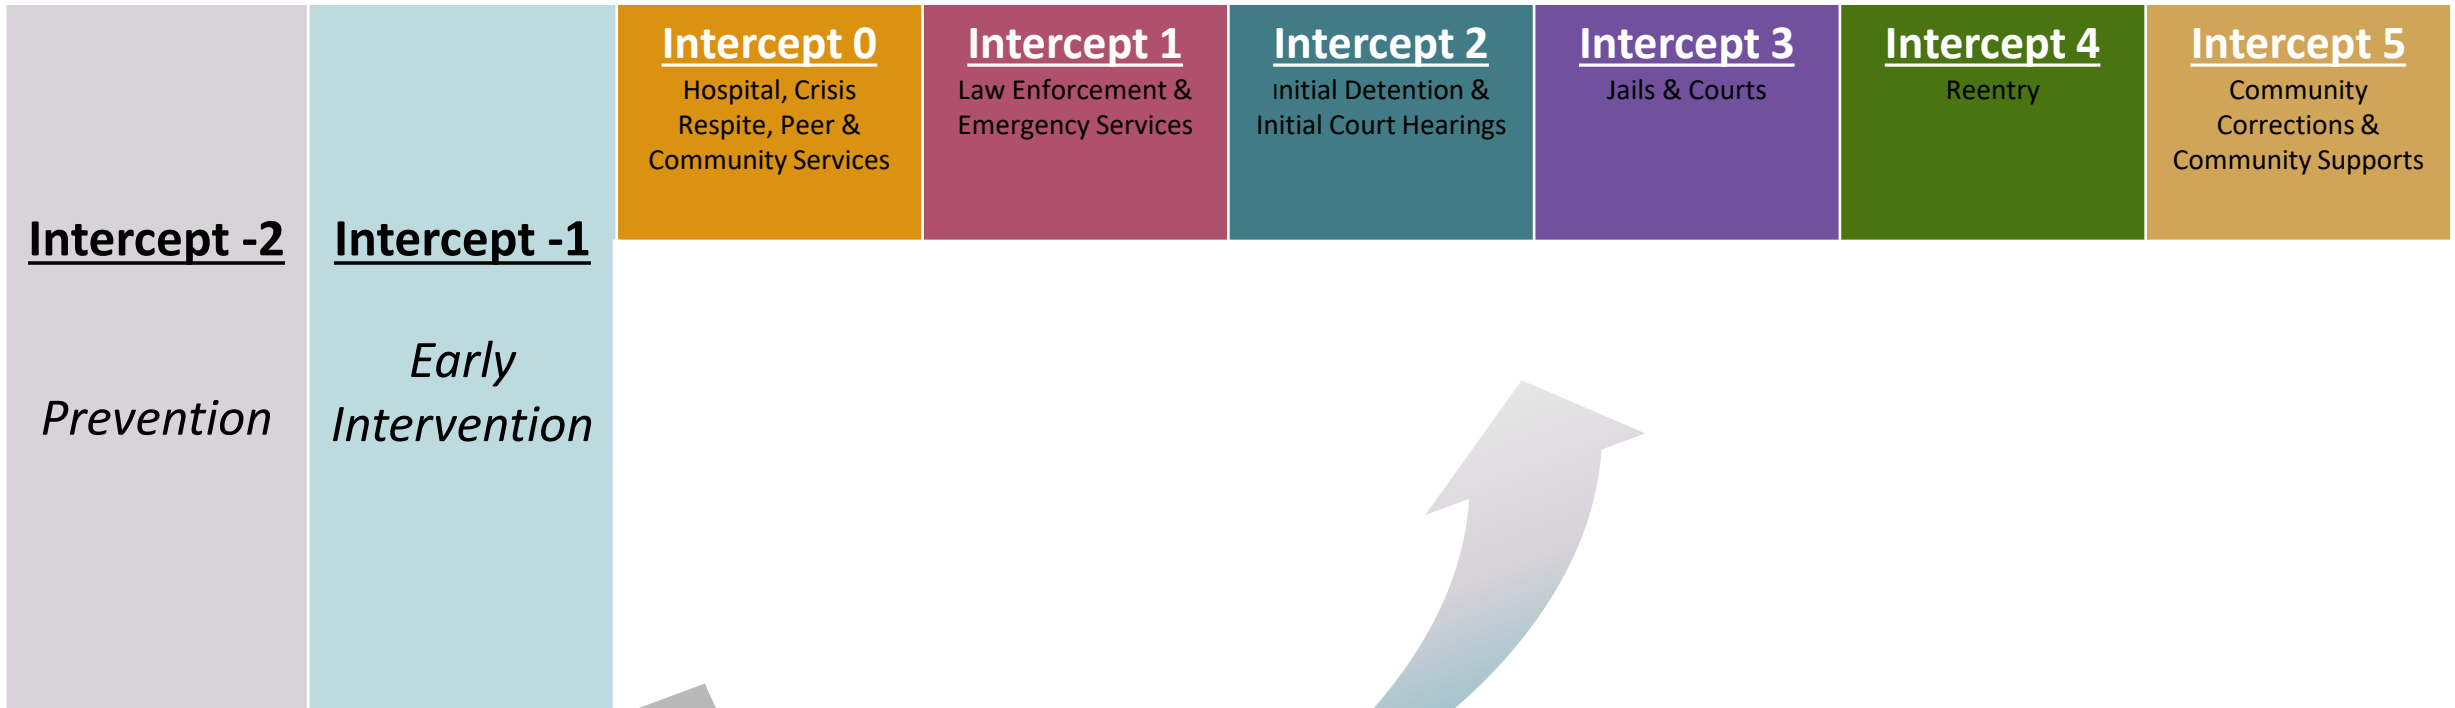 Intercept -2
Prevention
Intercept -1
Early
Intervention
Intercept 0
Hospital, Crisis
Respite, Peer &
Community Services
Intercept 1
Law Enforcement &
Emergency Services
Intercept 2
Initial Detention &
Initial Court Hearings
Intercept 3
Jails & Courts
Intercept 4
Reentry
Intercept 5
Community
Corrections &
Community Supports